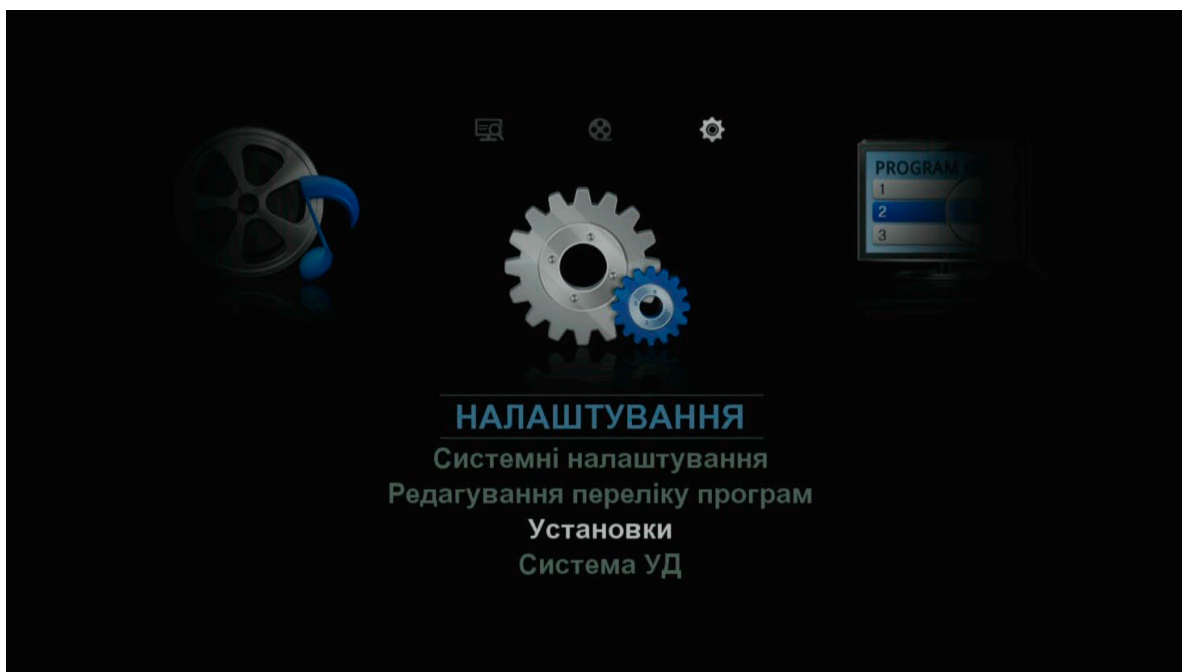 PROGRAM
1
2
3
НАЛАШТУВАННЯ
Системні налаштування
Редагування переліку програм
Установки
Система УД